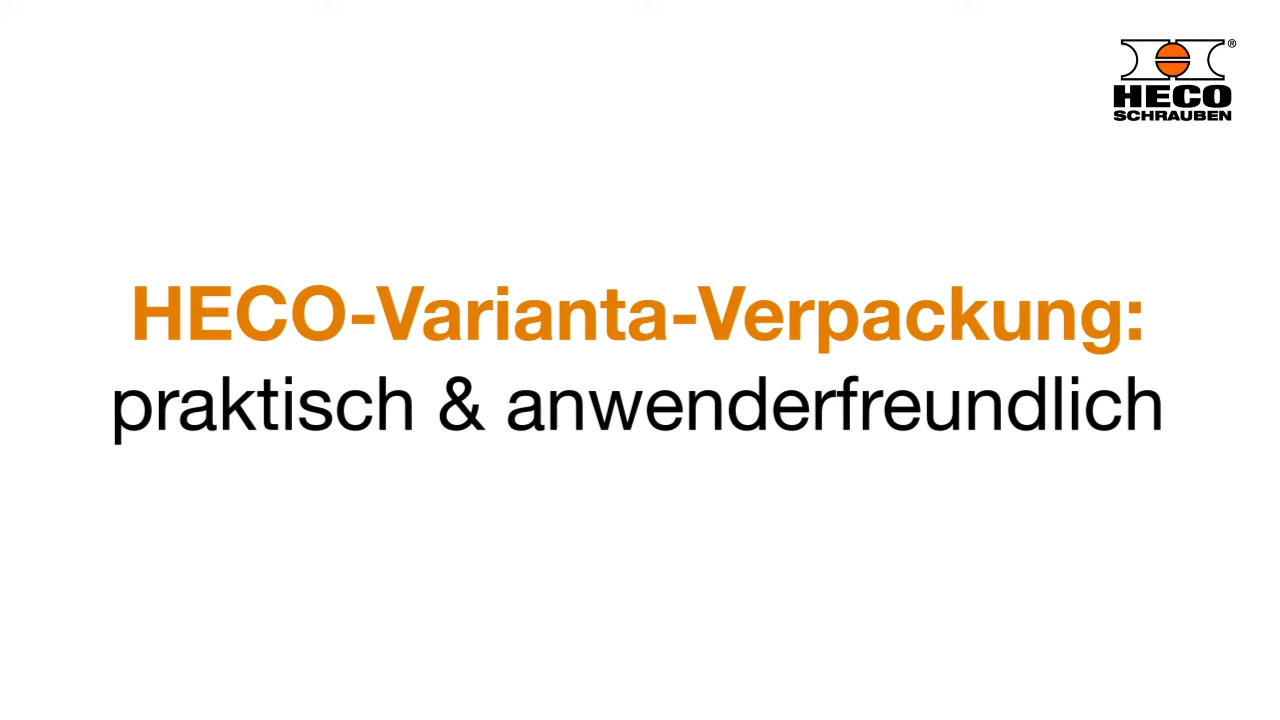 ®
HECO
SCHRAUBEN
HECO-Varianta-Verpackung:
praktisch & anwenderfreundlich